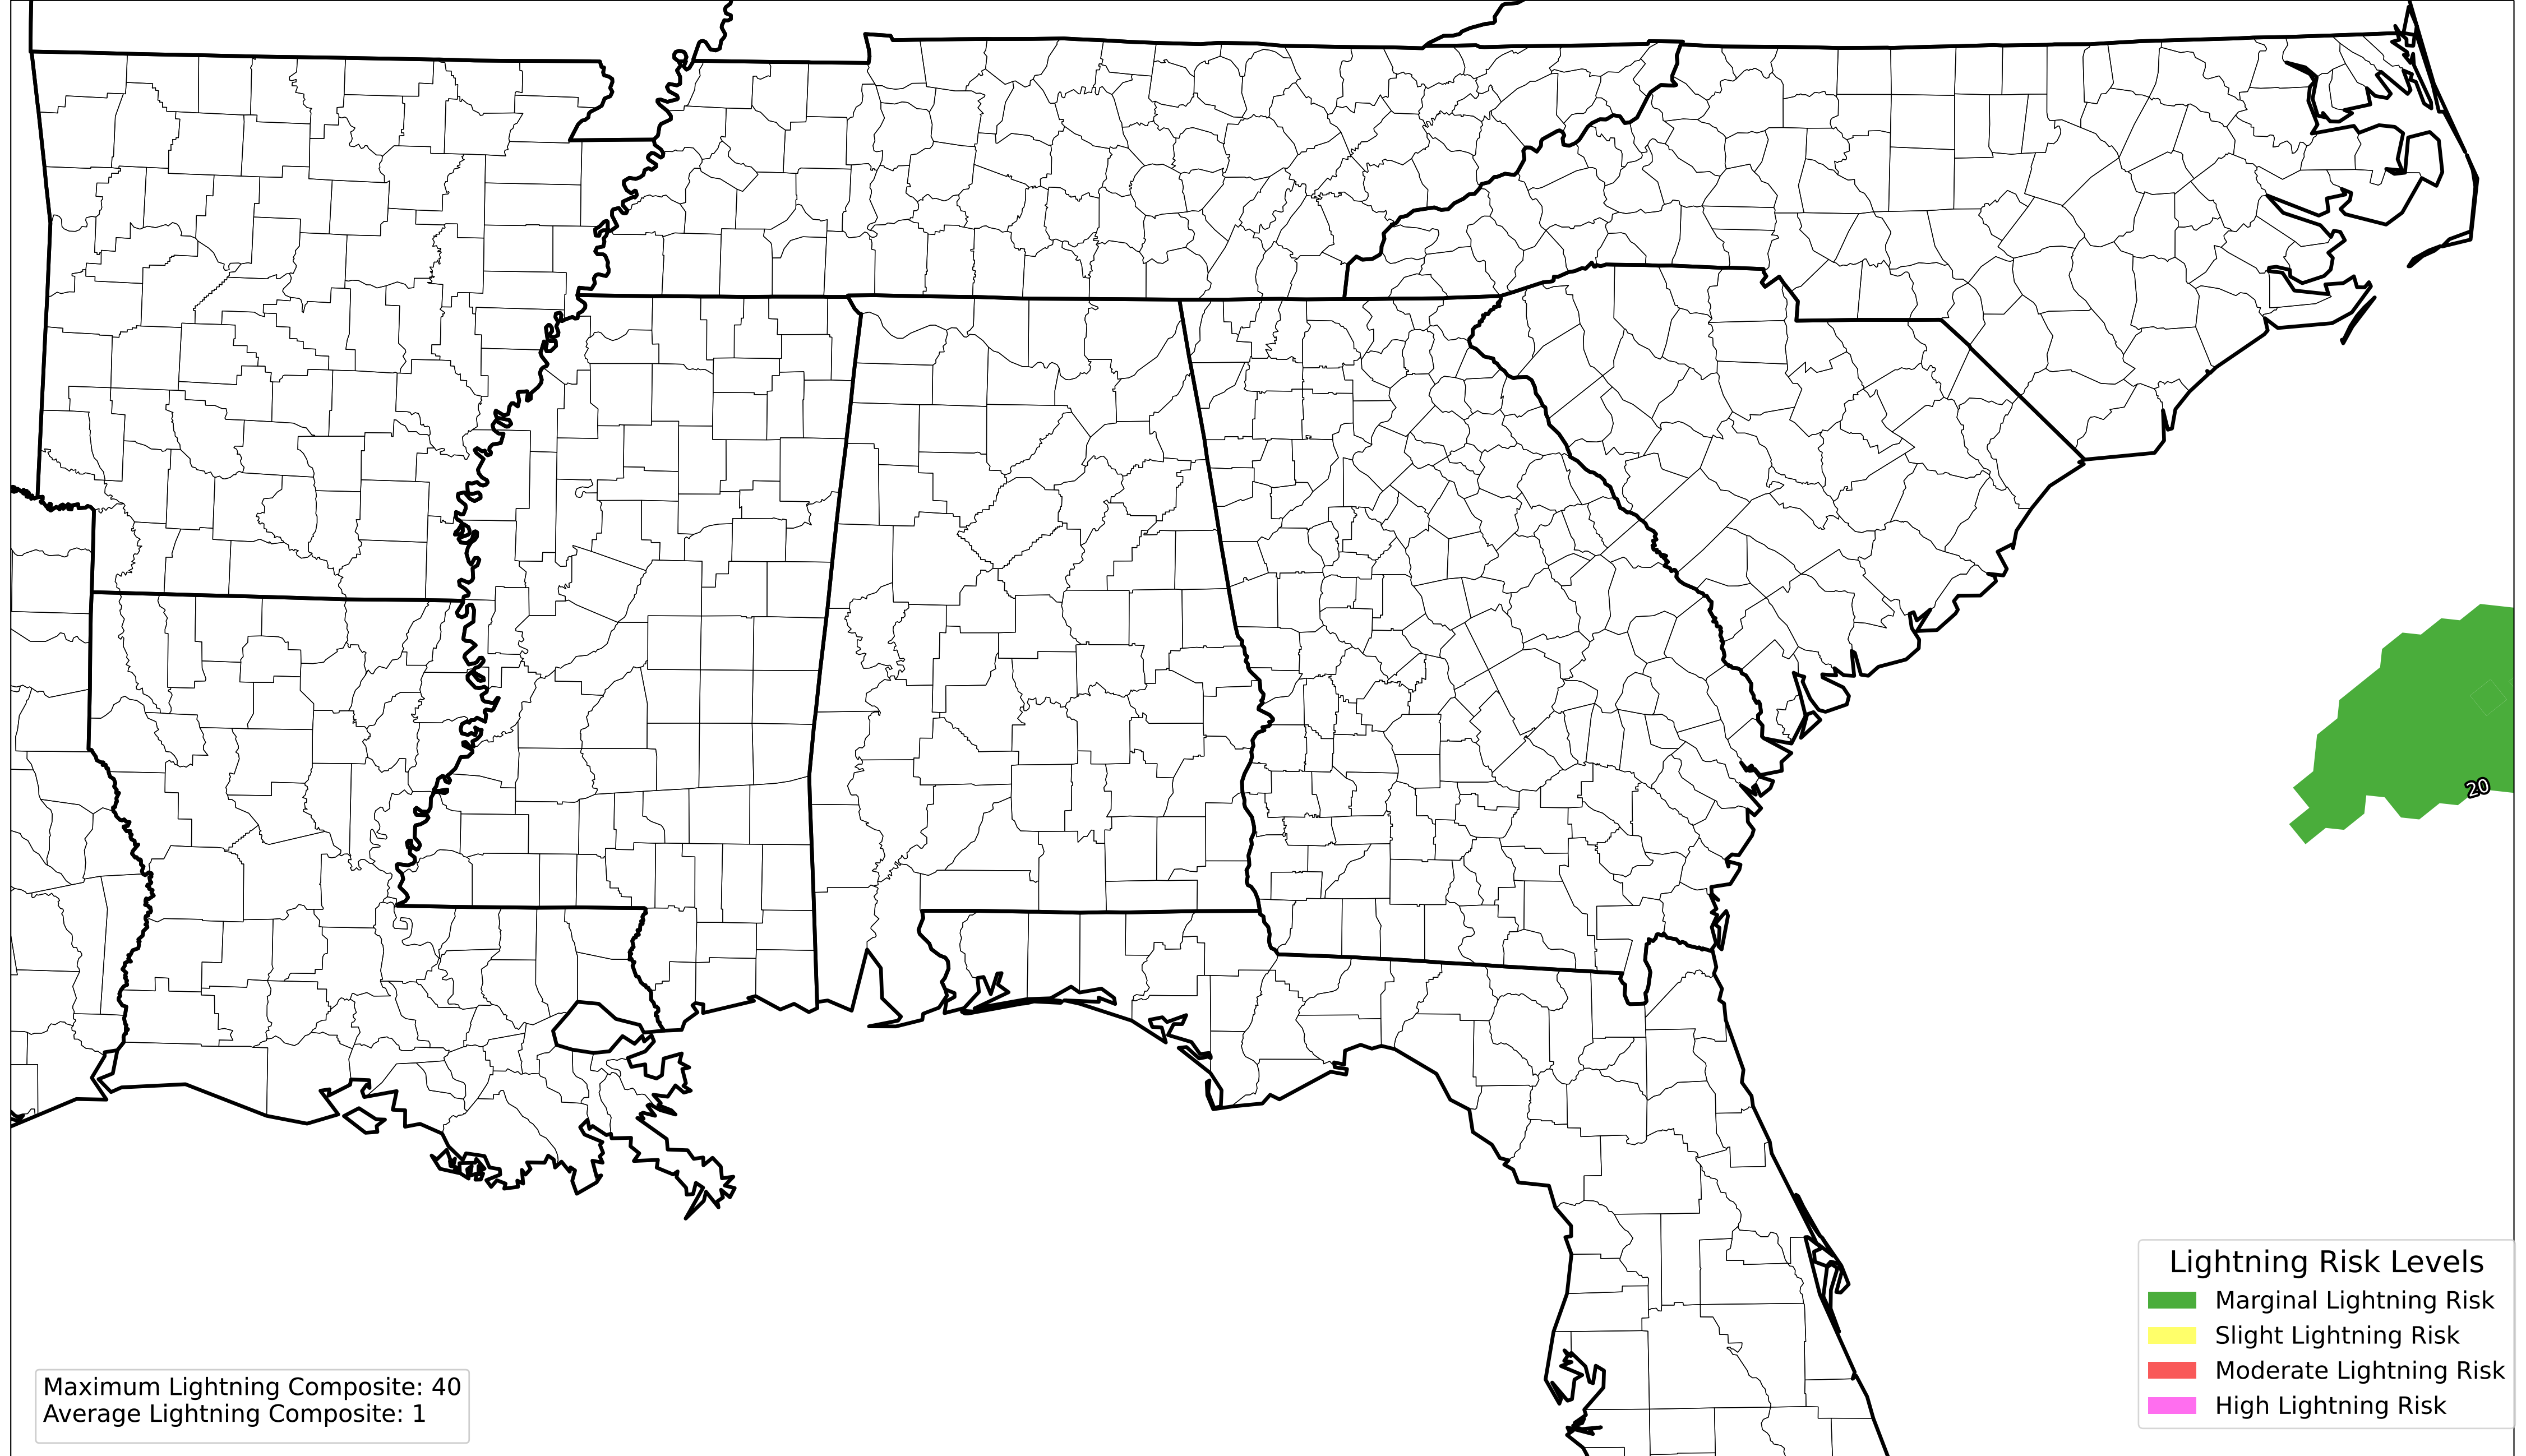 20
Lightning Risk Levels
Marginal Lightning Risk
Slight Lightning Risk
Moderate Lightning Risk
High Lightning Risk
Maximum Lightning Composite: 40
Average Lightning Composite: 1